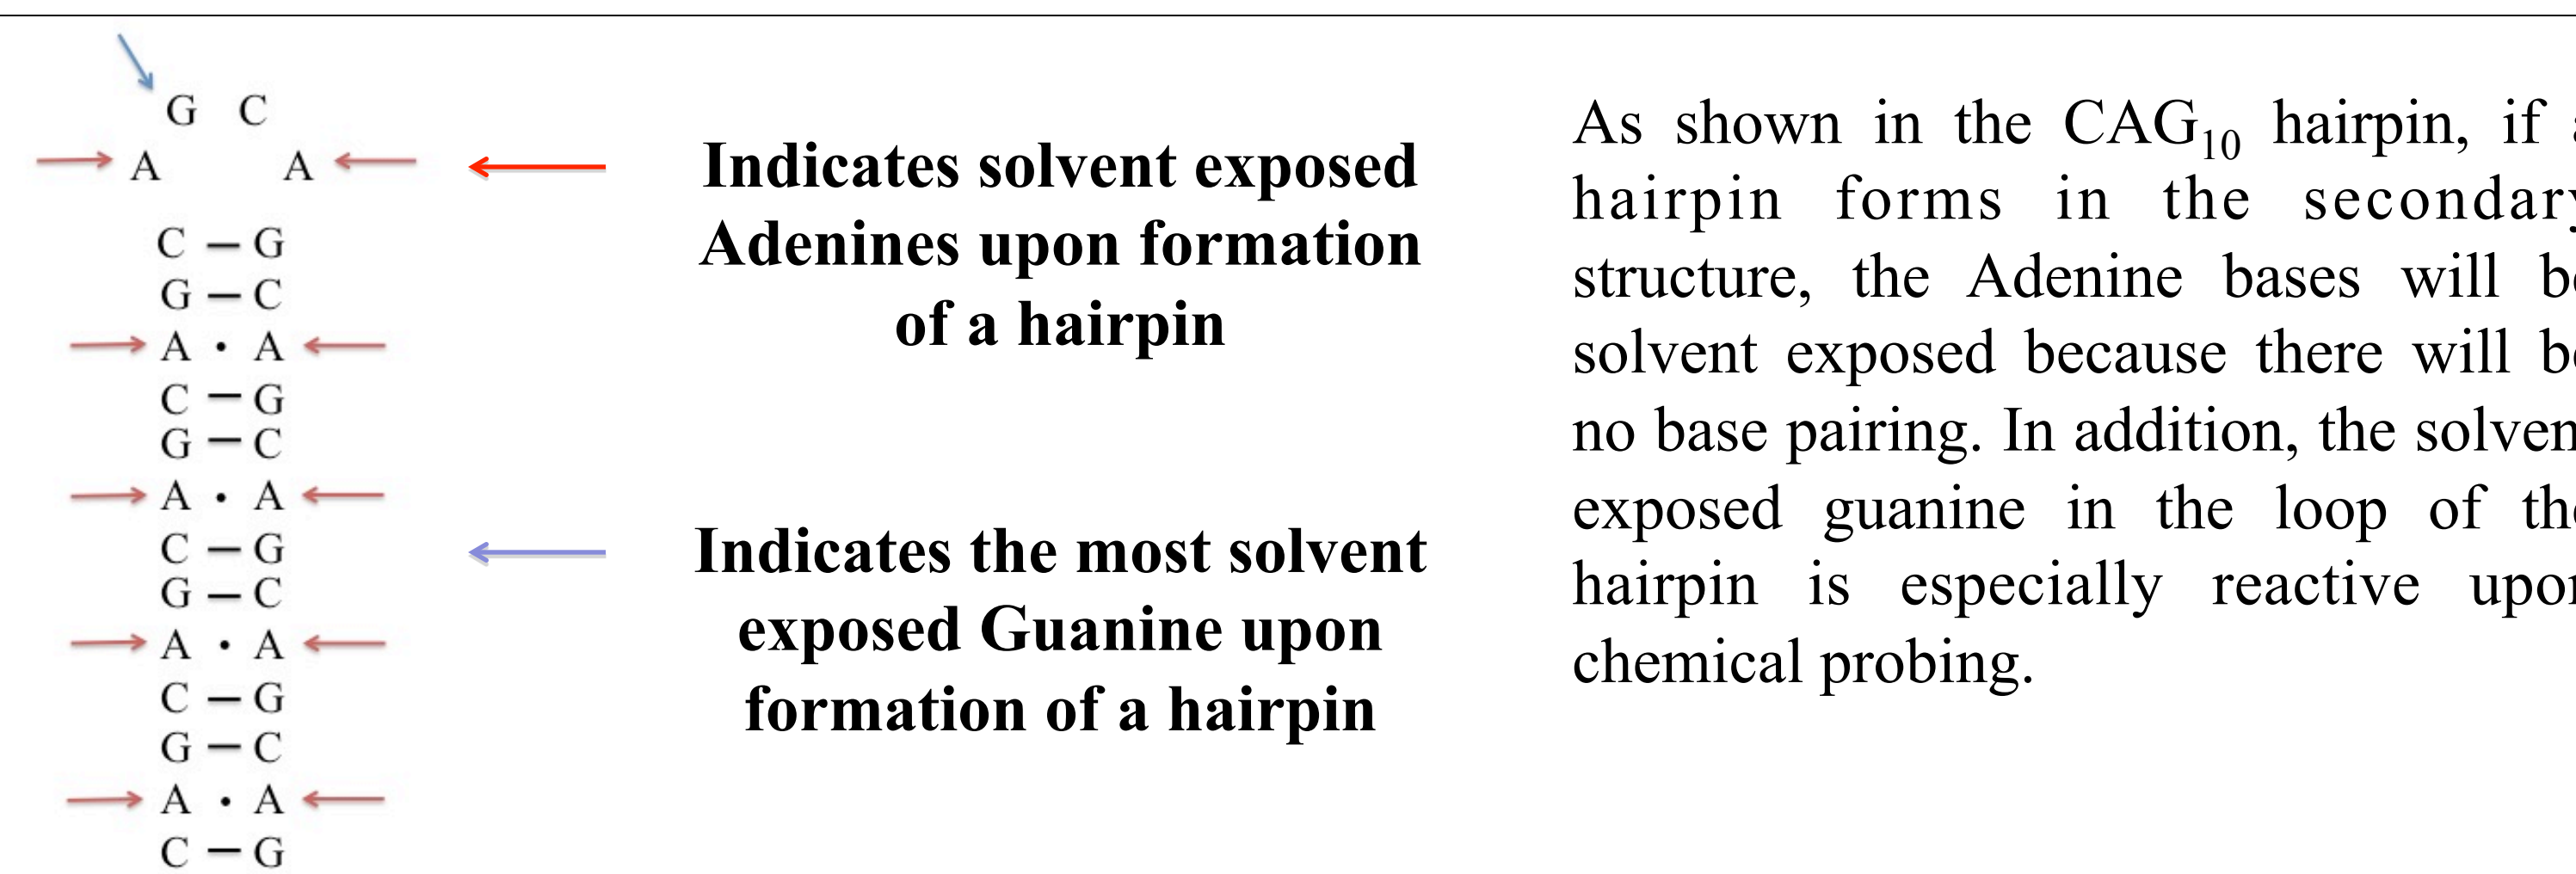 G C
A A
C – G
G – C
A · A
C – G
G – C
A · A
C – G
G – C
A · A
C – G
G – C
A · A
C – G
Indicates solvent exposed
Adenines upon formation
of a hairpin
Indicates the most solvent
exposed Guanine upon
formation of a hairpin
As shown in the CAG₁₀ hairpin, if
hairpin forms in the secondary
structure, the Adenine bases will be
solvent exposed because there will be
no base pairing. In addition, the solven
exposed guanine in the loop of the
hairpin is especially reactive upon
chemical probing.